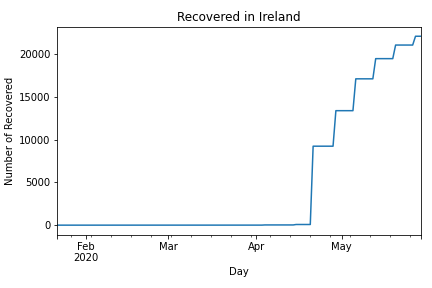 Recovered in Ireland
Number of Recovered
20000
15000
10000
5000
0
Feb
2020
Mar
Apr
May
Day